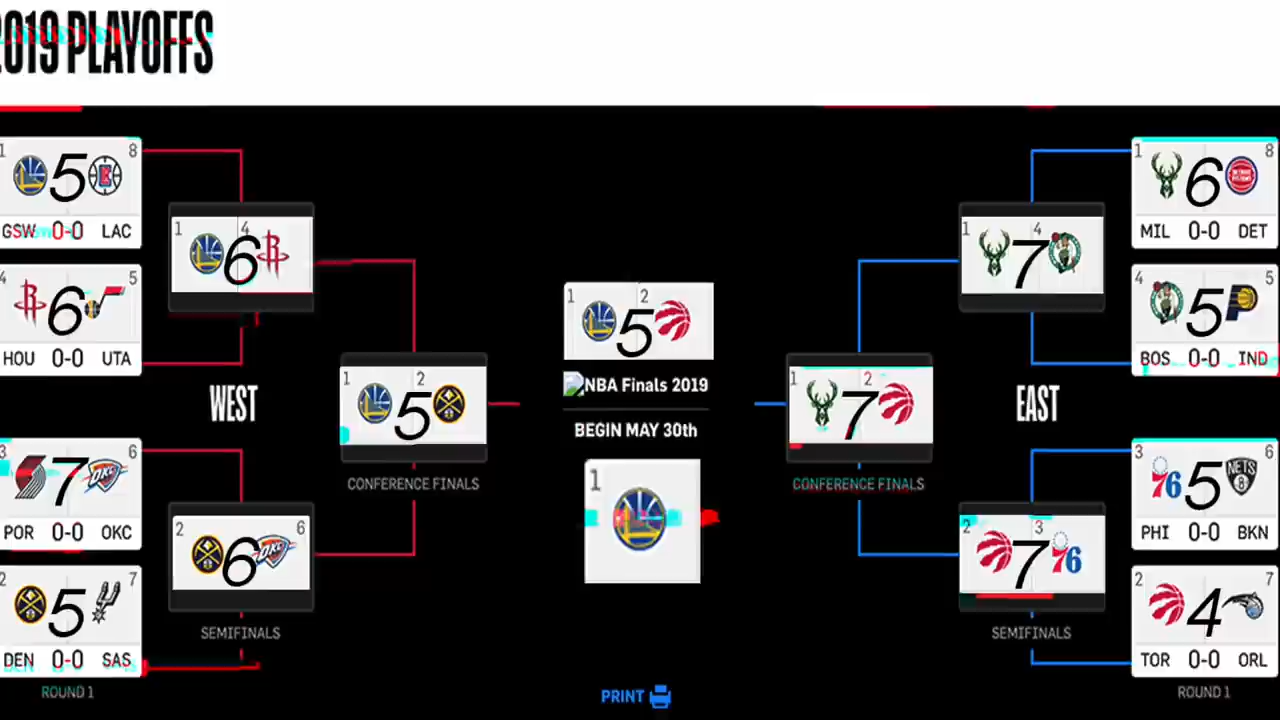 2019 PLAYOFFS
1 5 8
GSW 0-0 LAC
4 6 5
HOU 0-0 UTA
1 4
6
WEST
1 2
5
CONFERENCE FINALS
3 7 6
POR 0-0 OKC
2 6
6
SEMIFINALS
2 5 7
DEN 0-0 SAS
ROUND 1
1 2
5
NBA Finals 2019
BEGIN MAY 30th
1
PRINT
1 2
7
CONFERENCE FINALS
1 4
7
EAST
2 3
7 76
SEMIFINALS
1 6 8
MIL 0-0 DET
4 5 5
BOS 0-0 IND
3 76 5 NETS 6
PHI 0-0 BKN
2 4 7
TOR 0-0 ORL
ROUND 1